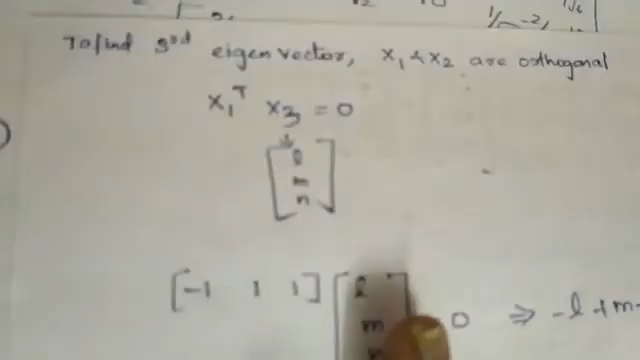 To find 3rd eigen vector, x₁ & x₂ are orthogonal
x₁ᵀ x₃ = 0
[ l
m
n ]
[-1 1 1] [ l
m = 0 ⇒ -l + m
n